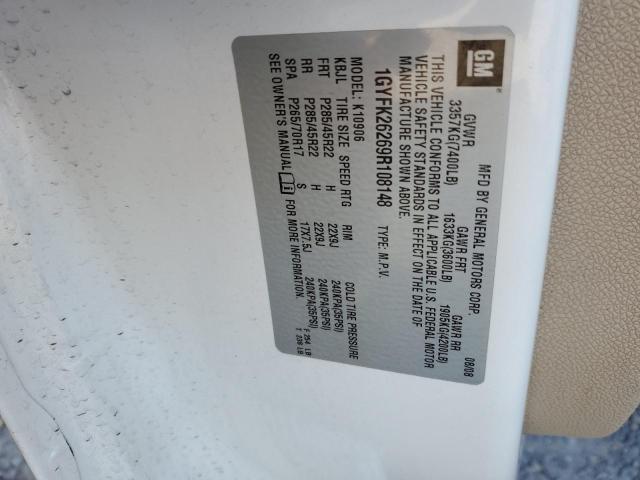 GM
MFD BY GENERAL MOTORS CORP. 08/08
GVWR GAWR FRT GAWR RR
3357KG(7400LB) 1633KG(3600LB) 1905KG(4200LB)
THIS VEHICLE CONFORMS TO ALL APPLICABLE U.S. FEDERAL MOTOR
VEHICLE SAFETY STANDARDS IN EFFECT ON THE DATE OF
MANUFACTURE SHOWN ABOVE.
1GYFK26269R108148 TYPE: M.P.V.
MODEL: K10906
KBJL TIRE SIZE SPEED RTG RIM COLD TIRE PRESSURE
FRT P285/45R22 H 22X9J 240KPA(35PSI)
RR P285/45R22 H 22X9J 240KPA(35PSI)
SPA P265/70R17 S 17X7.5J 240KPA(35PSI)
SEE OWNER'S MANUAL FOR MORE INFORMATION.